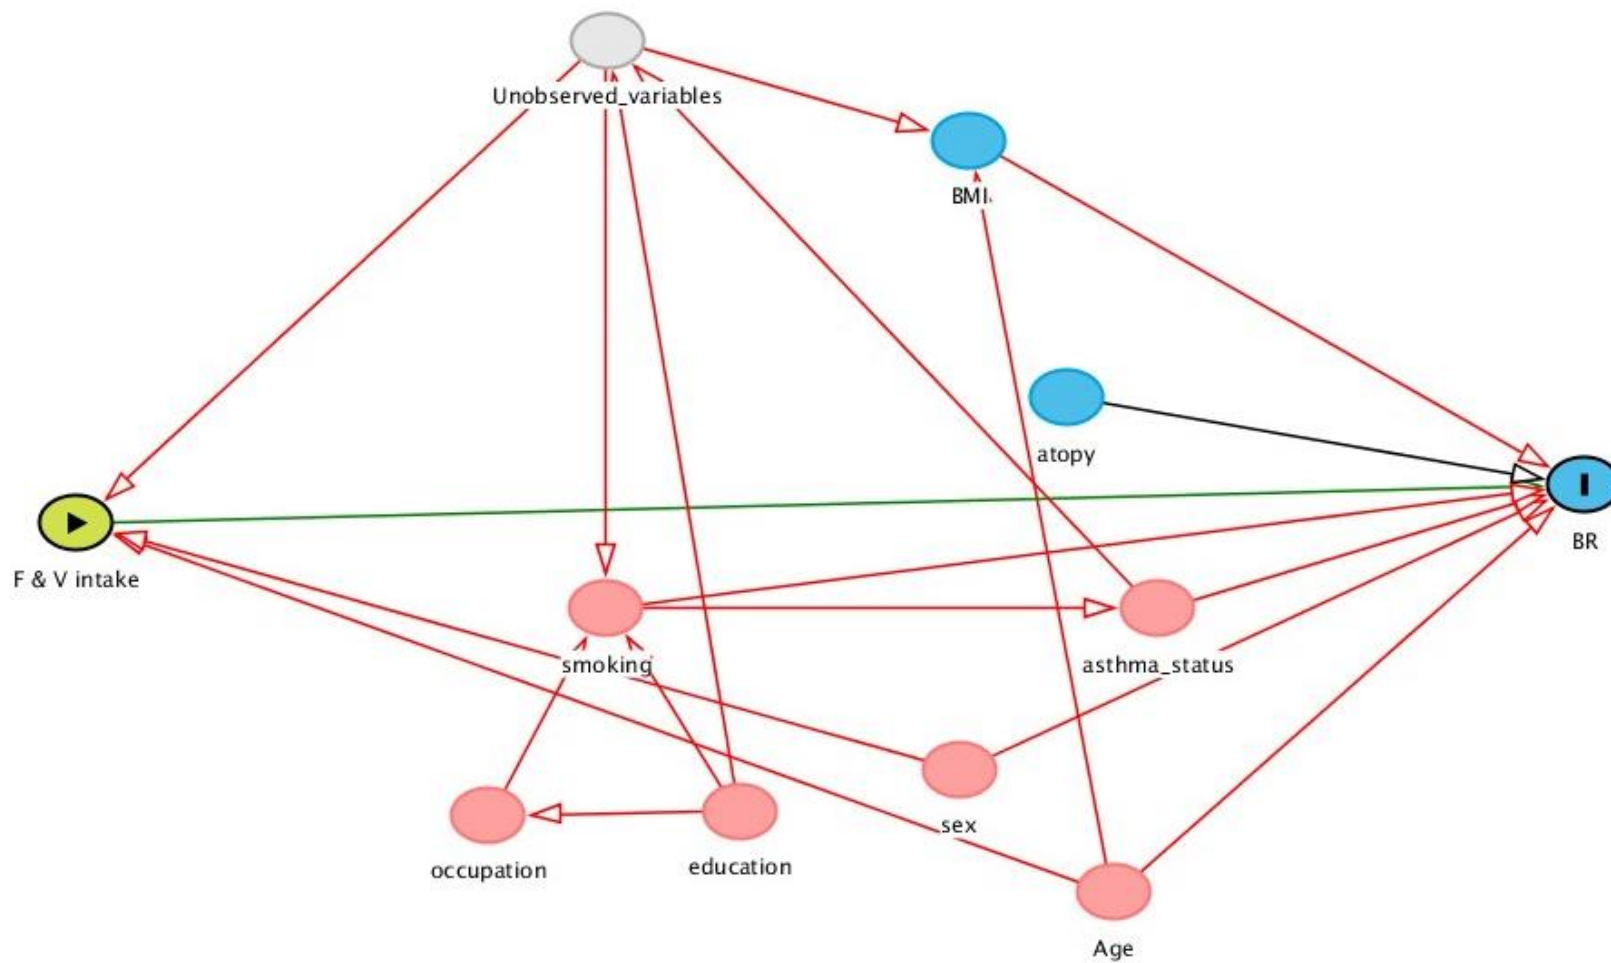 Unobserved_variables
BMI
atopy
BR
F & V intake
smoking
asthma_status
sex
occupation
education
Age